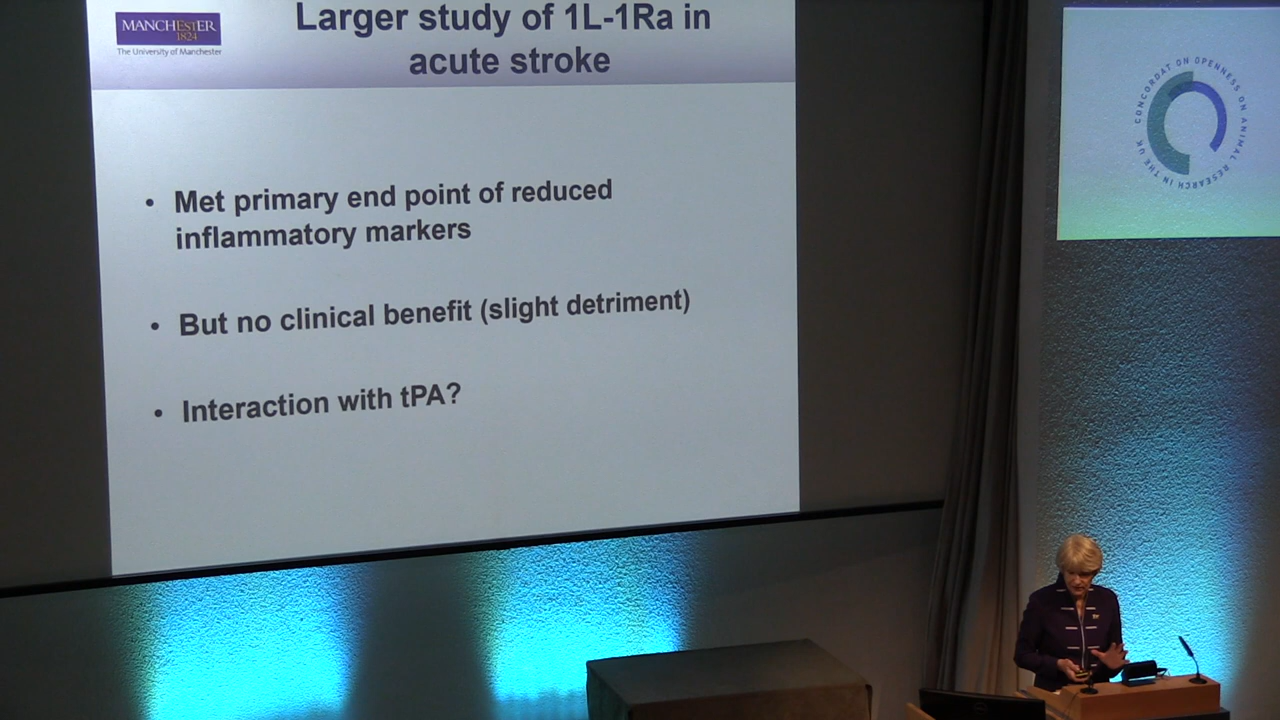 MANCHESTER
1824
The University of Manchester
Larger study of 1L-1Ra in
acute stroke
• Met primary end point of reduced
inflammatory markers
• But no clinical benefit (slight detriment)
• Interaction with tPA?
CONCORDAT ON OPENNESS ON ANIMAL RESEARCH IN THE UK